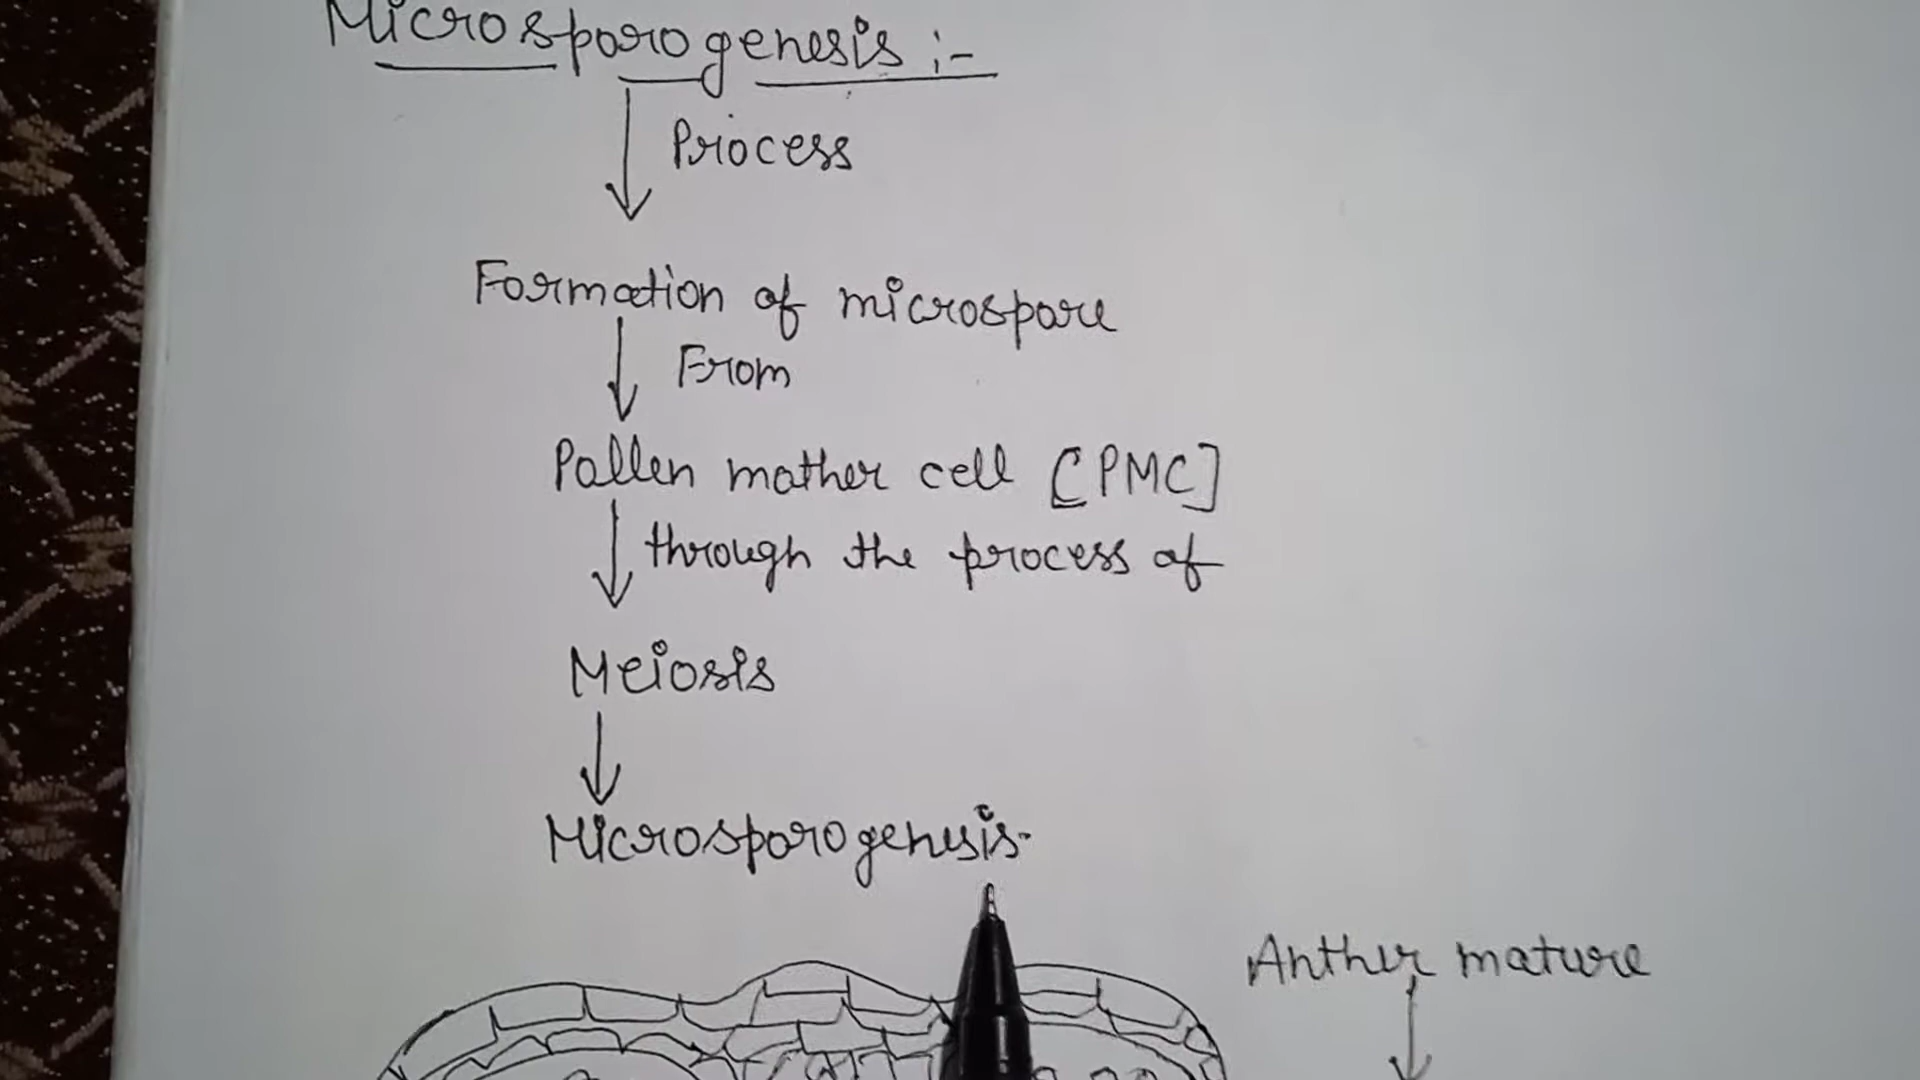 Microsporogenesis :-
Process
Formation of microspore
From
Pollen mother cell [PMC]
through the process of
Meiosis
Microsporogenesis.
Anther mature